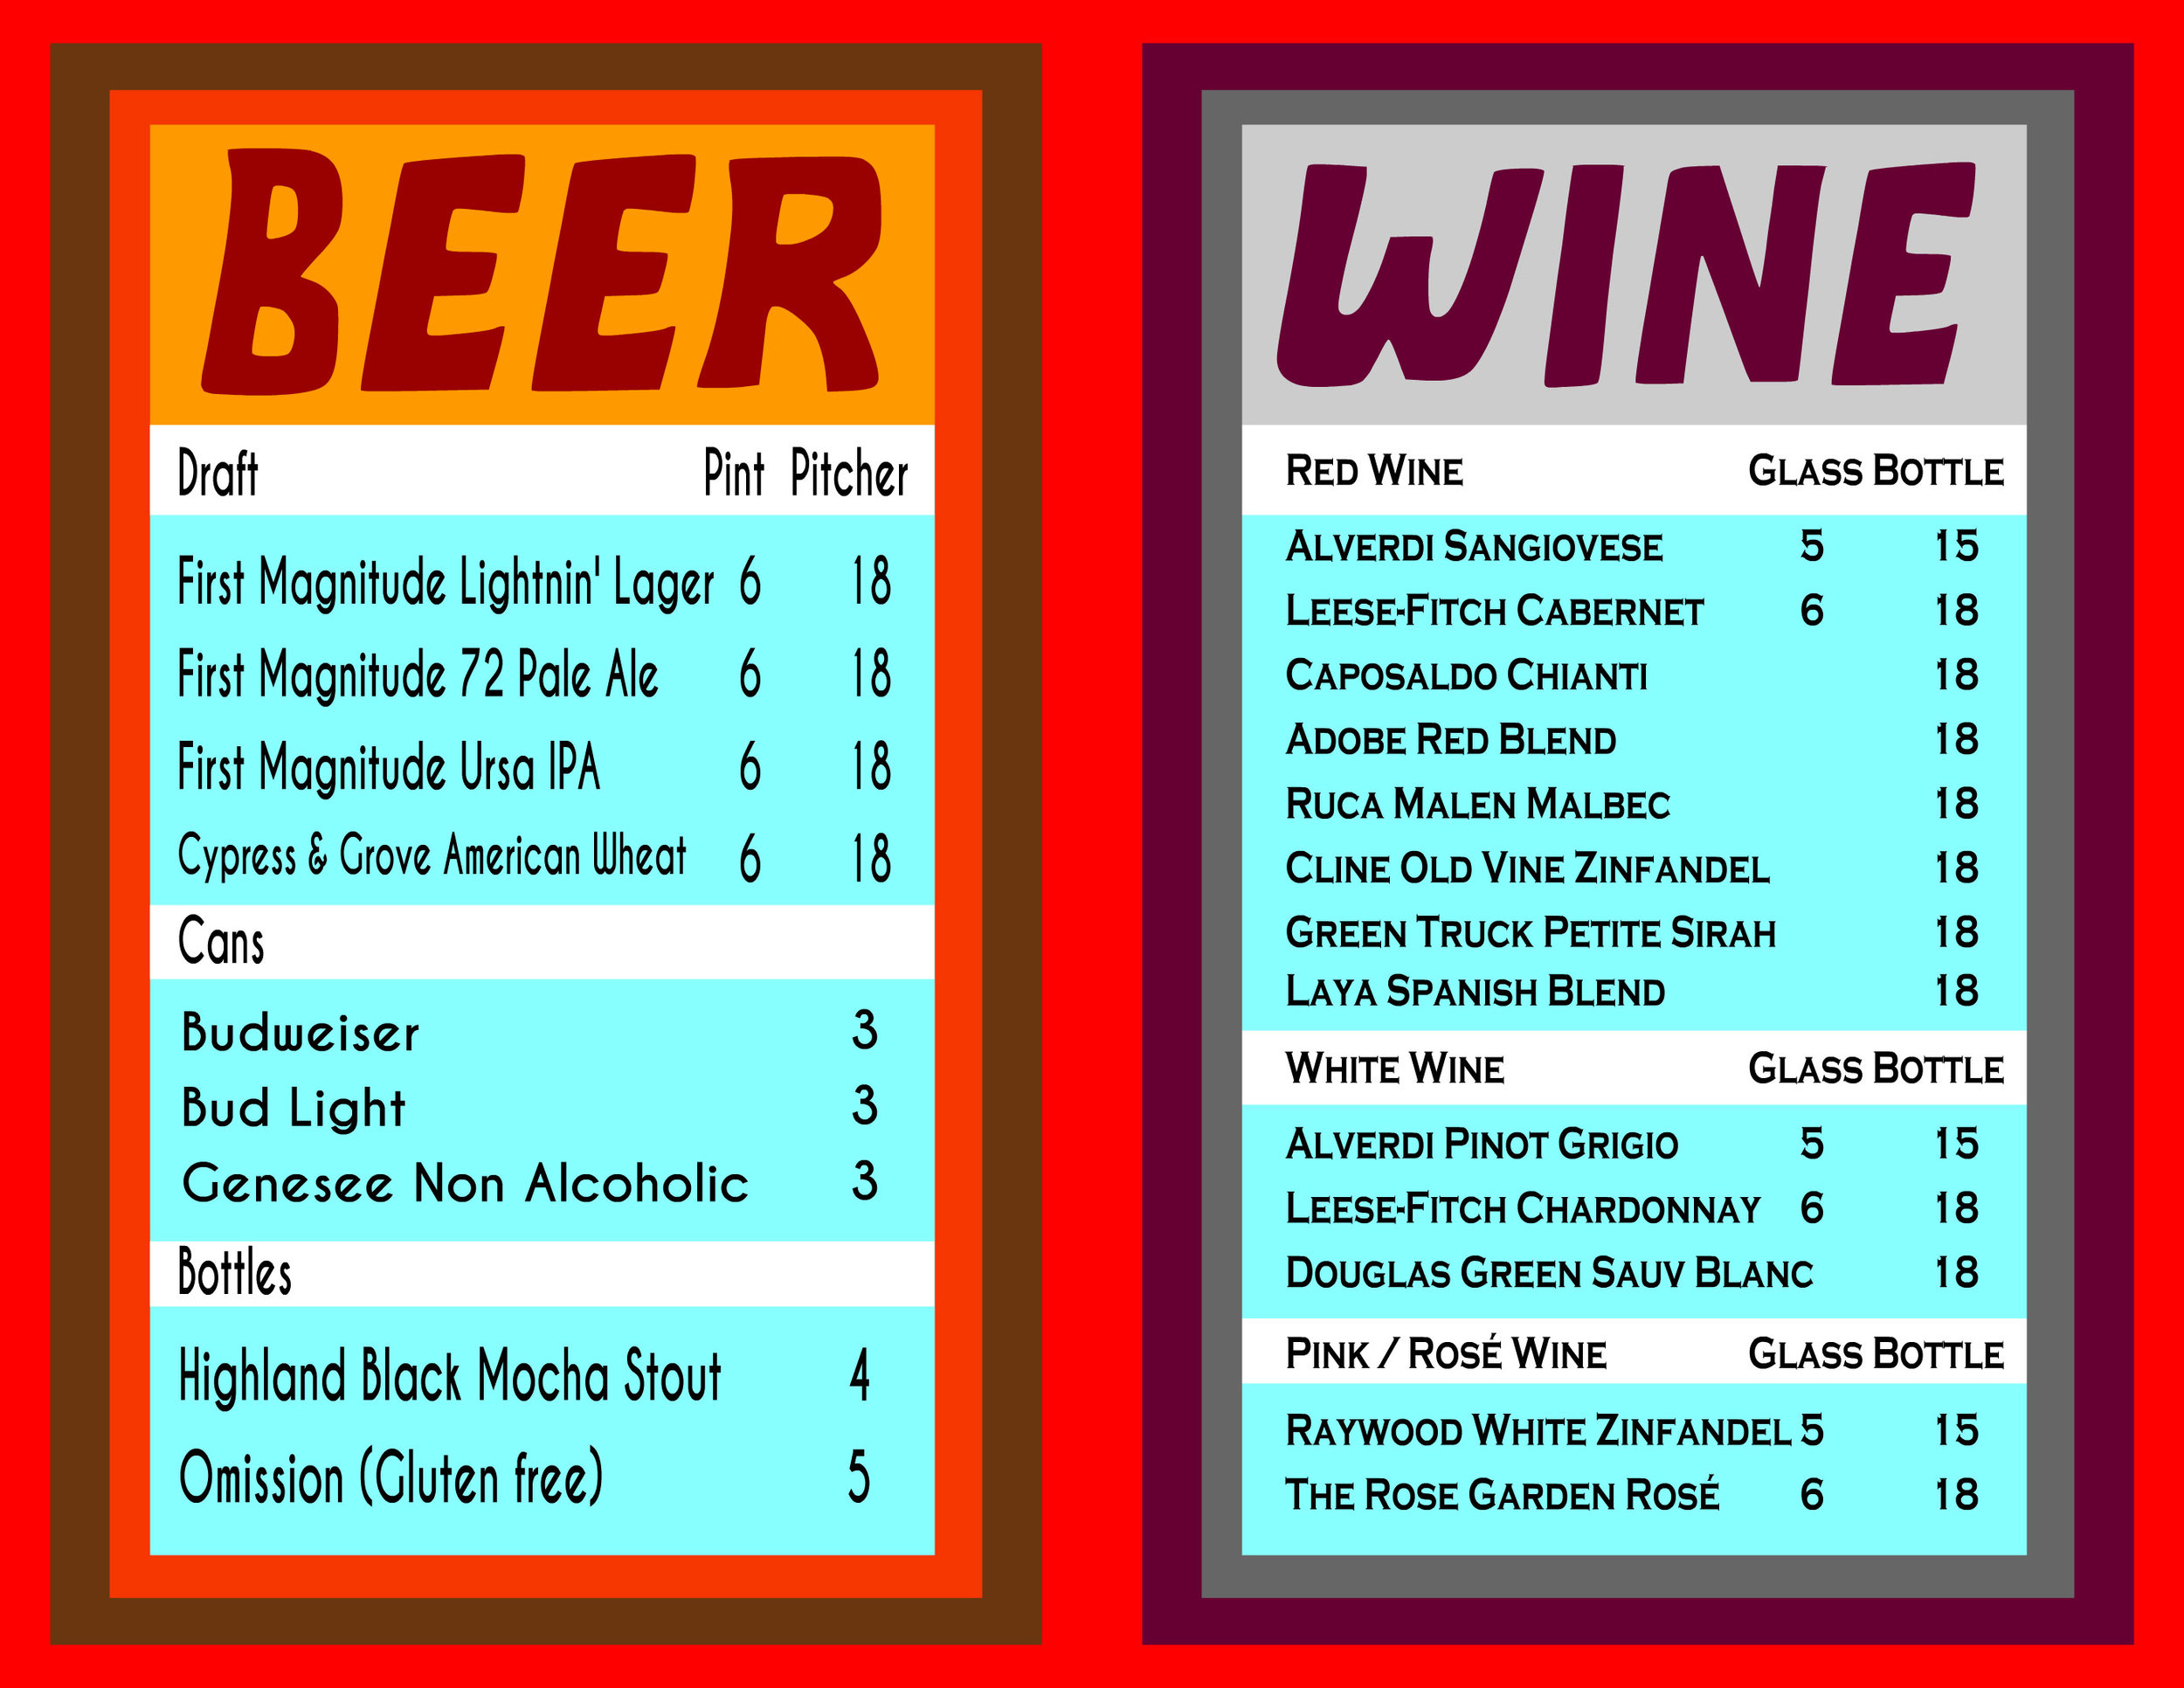 BEER
Draft Pint Pitcher
First Magnitude Lightnin' Lager 6 18
First Magnitude 72 Pale Ale 6 18
First Magnitude Ursa IPA 6 18
Cypress & Grove American Wheat 6 18
Cans
Budweiser 3
Bud Light 3
Genesee Non Alcoholic 3
Bottles
Highland Black Mocha Stout 4
Omission (Gluten free) 5
WINE
RED WINE GLASS BOTTLE
ALVERDI SANGIOVESE 5 15
LEESE-FITCH CABERNET 6 18
CAPOSALDO CHIANTI 18
ADOBE RED BLEND 18
RUCA MALEN MALBEC 18
CLINE OLD VINE ZINFANDEL 18
GREEN TRUCK PETITE SIRAH 18
LAYA SPANISH BLEND 18
WHITE WINE GLASS BOTTLE
ALVERDI PINOT GRIGIO 5 15
LEESE-FITCH CHARDONNAY 6 18
DOUGLAS GREEN SAUV BLANC 18
PINK / ROSÉ WINE GLASS BOTTLE
RAYWOOD WHITE ZINFANDEL 5 15
THE ROSE GARDEN ROSÉ 6 18